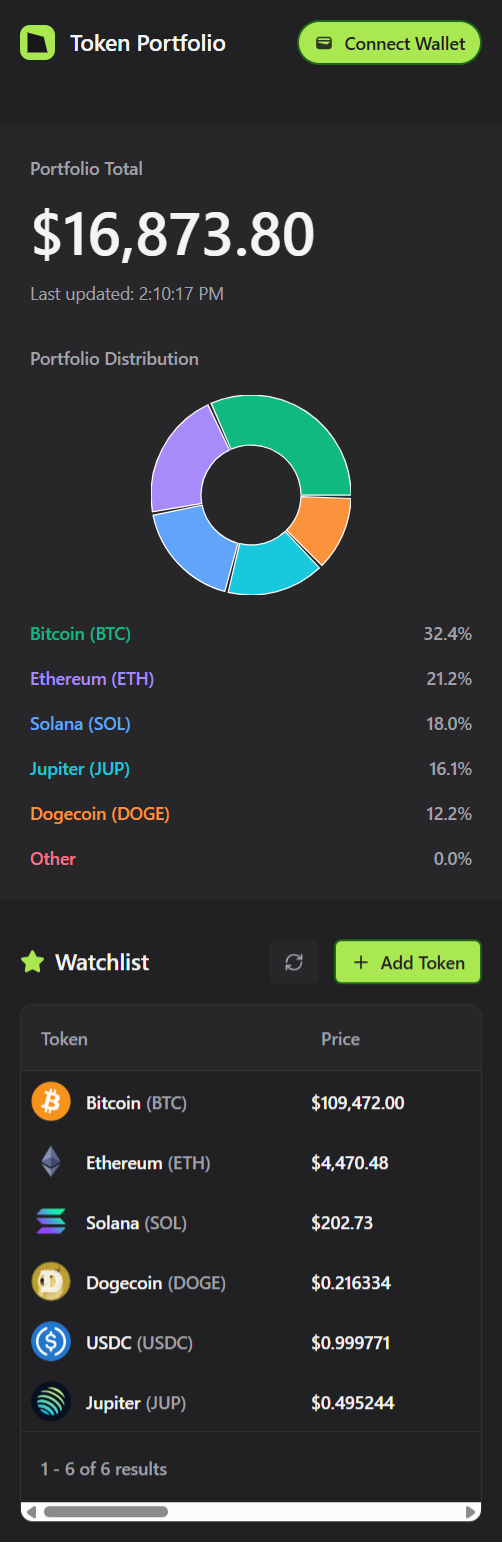 Token Portfolio
Connect Wallet
Portfolio Total
$16,873.80
Last updated: 2:10:17 PM
Portfolio Distribution
Bitcoin (BTC) 32.4%
Ethereum (ETH) 21.2%
Solana (SOL) 18.0%
Jupiter (JUP) 16.1%
Dogecoin (DOGE) 12.2%
Other 0.0%
Watchlist
Add Token
Token Price
Bitcoin (BTC) $109,472.00
Ethereum (ETH) $4,470.48
Solana (SOL) $202.73
Dogecoin (DOGE) $0.216334
USDC (USDC) $0.999771
Jupiter (JUP) $0.495244
1 - 6 of 6 results